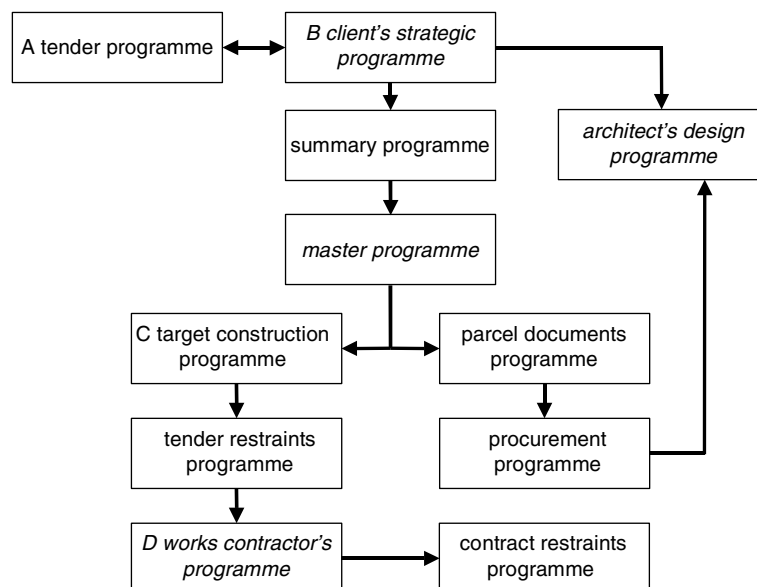 A tender programme
B client's strategic
programme
architect's design
programme
summary programme
master programme
C target construction
programme
parcel documents
programme
tender restraints
programme
procurement
programme
D works contractor's
programme
contract restraints
programme